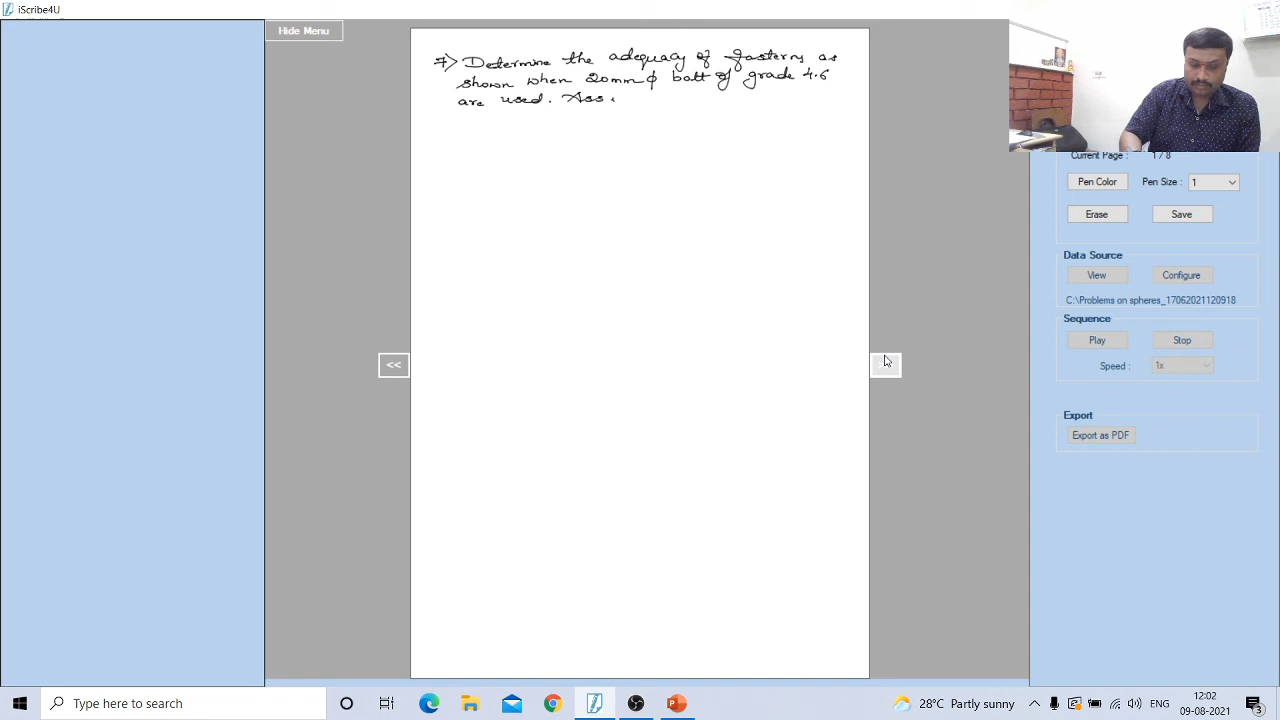 iScribe4U
Hide Menu
7) Determine the adequacy of fasterns as
shown when 20mm ϕ bolt of grade 4.6
are used. Ass
<<
Current Page : 1 / 8
Pen Color Pen Size : 1
Erase Save
Data Source
View Configure
C:\Problems on spheres_17062021120918
Sequence
Play Stop
Speed : 1x
Export
Export as PDF
Type here to search
28°C Partly sunny
ENG
12:02
09-08-2021
3